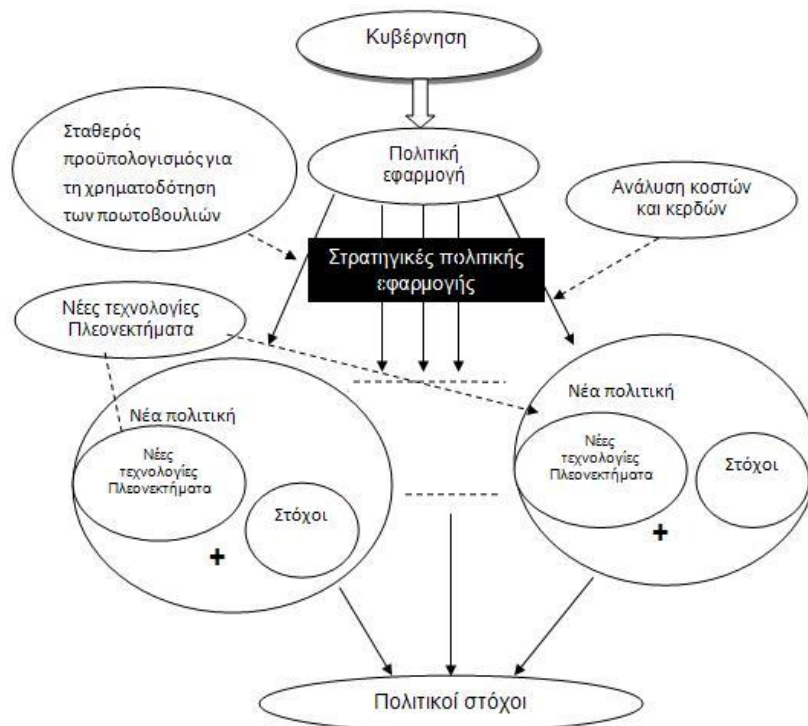 Κυβέρνηση
Σταθερός
προϋπολογισμός για
τη χρηματοδότηση
των πρωτοβουλιών
Πολιτική
εφαρμογή
Ανάλυση κοστών
και κερδών
Στρατηγικές πολιτικής
εφαρμογής
Νέες τεχνολογίες
Πλεονεκτήματα
Νέα πολιτική
Νέες
τεχνολογίες
Πλεονεκτήματα
Στόχοι
+
Νέα πολιτική
Νέες
τεχνολογίες
Πλεονεκτήματα
Στόχοι
+
Πολιτικοί στόχοι